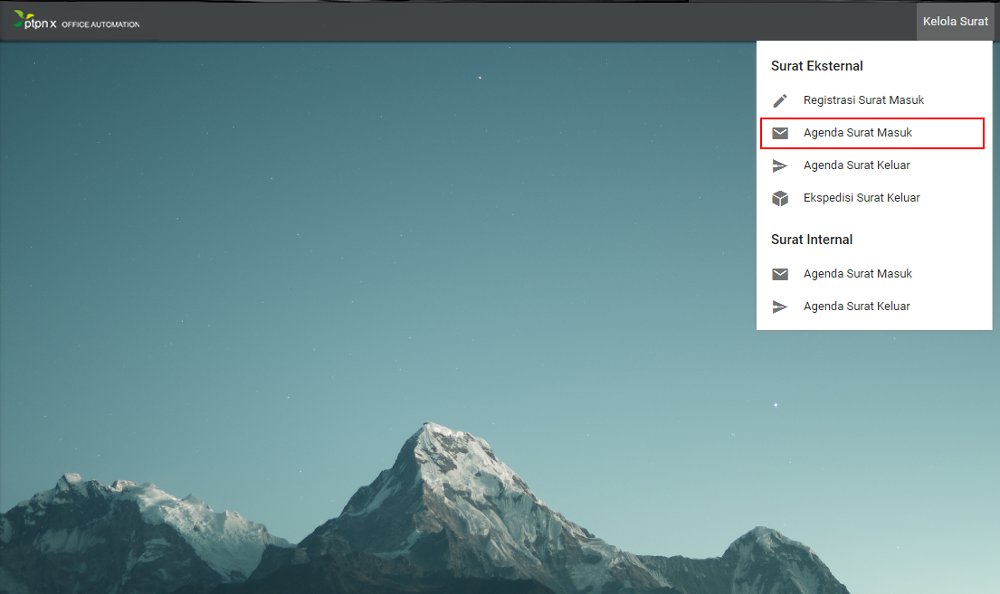 ptpn x OFFICE AUTOMATION
Kelola Surat
Surat Eksternal
Registrasi Surat Masuk
Agenda Surat Masuk
Agenda Surat Keluar
Ekspedisi Surat Keluar
Surat Internal
Agenda Surat Masuk
Agenda Surat Keluar